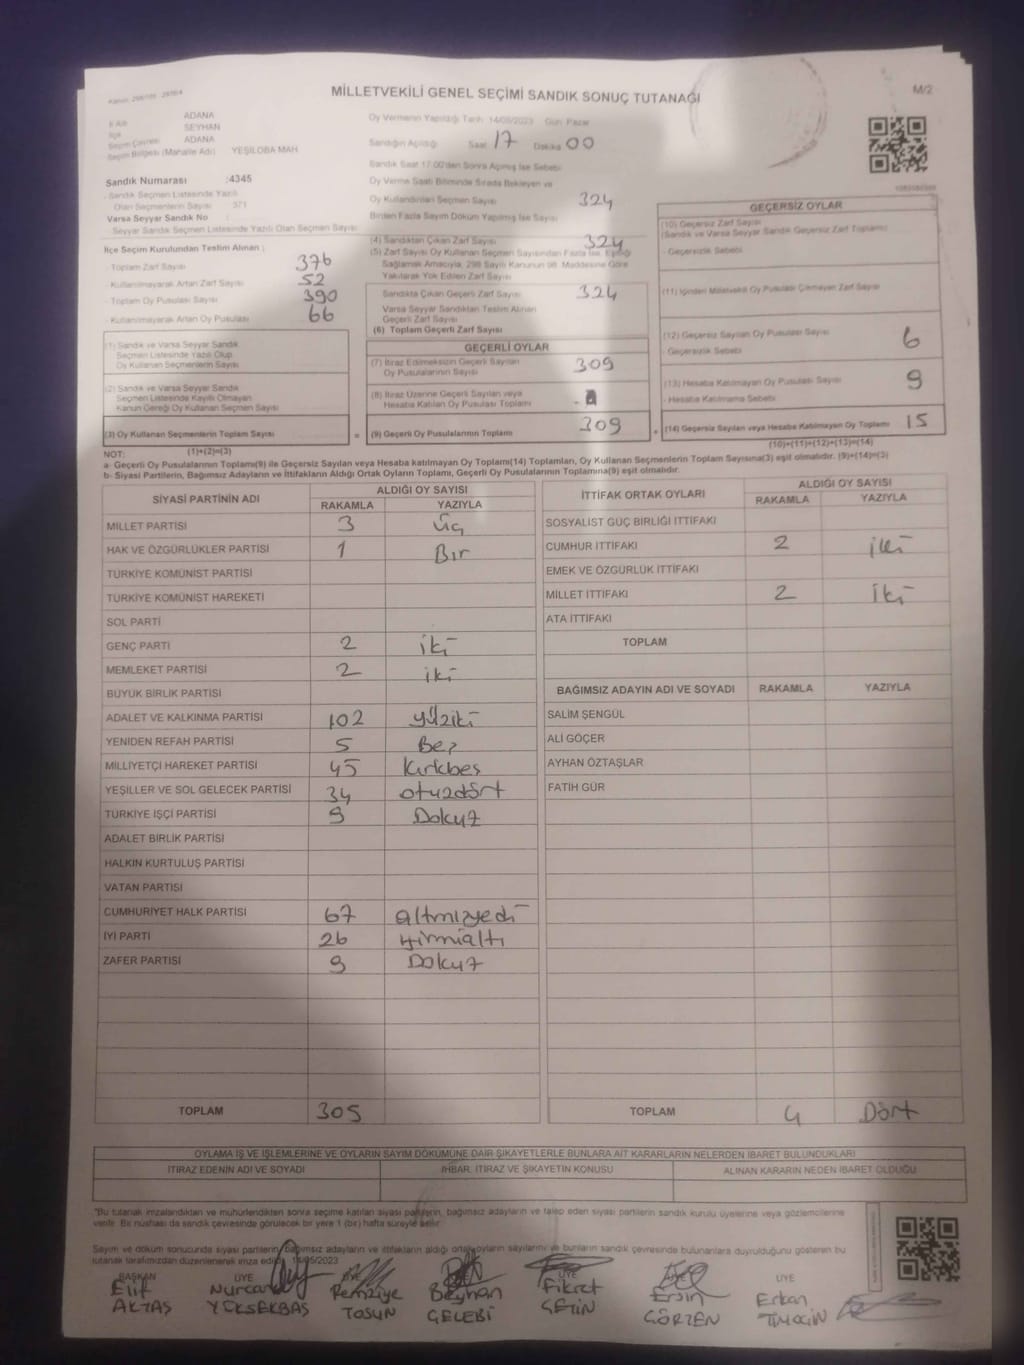 MİLLETVEKİLİ GENEL SEÇİMİ SANDIK SONUÇ TUTANAĞI
M/2
İl Adı ADANA
İlçe SEYHAN
Seçim Çevresi ADANA
Seçim Bölgesi (Mahalle Adı) YEŞİLOBA MAH.
Sandık Numarası :4345
- Sandık Seçmen Listesinde Yazılı
Olan Seçmenlerin Sayısı 371
Varsa Seyyar Sandık No :
- Seyyar Sandık Seçmen Listesinde Yazılı Olan Seçmen Sayısı
İlçe Seçim Kurulundan Teslim Alınan :
- Toplam Zarf Sayısı 376
- Kullanılmayarak Artan Zarf Sayısı 52
- Toplam Oy Pusulası Sayısı 390
- Kullanılmayarak Artan Oy Pusulası 66
(1) Sandık ve Varsa Seyyar Sandık
Seçmen Listesinde Yazılı Olup
Oy Kullanan Seçmenlerin Sayısı
(2) Sandık ve Varsa Seyyar Sandık
Seçmen Listesinde Kayıtlı Olmayan
Kanun Gereği Oy Kullanan Seçmen Sayısı
(3) Oy Kullanan Seçmenlerin Toplam Sayısı
Oy Vermenin Yapıldığı Tarih 14/05/2023 Gün Pazar
Sandığın Açıldığı Saat 17 Dakika 00
Sandık Saat 17:00'den Sonra Açılmış İse Sebebi
Oy Verme Saati Bitiminde Sırada Bekleyen ve
Oy Kullandırılan Seçmen Sayısı 324
Birden Fazla Sayım Döküm Yapılmış İse Sayısı
(4) Sandıktan Çıkan Zarf Sayısı 324
(5) Zarf Sayısı Oy Kullanan Seçmen Sayısından Fazla İse, Eşitliği
Sağlamak Amacıyla, 298 Sayılı Kanunun 98. Maddesine Göre
Yakılarak Yok Edilen Zarf Sayısı
Sandıkta Çıkan Geçerli Zarf Sayısı 324
Varsa Seyyar Sandıktan Teslim Alınan
Geçerli Zarf Sayısı
(6) Toplam Geçerli Zarf Sayısı
GEÇERLİ OYLAR
(7) İtiraz Edilmeksizin Geçerli Sayılan
Oy Pusulalarının Sayısı 309
(8) İtiraz Üzerine Geçerli Sayılan veya
Hesaba Katılan Oy Pusulası Toplamı
= (9) Geçerli Oy Pusulalarının Toplamı 309
GEÇERSİZ OYLAR
(10) Geçersiz Zarf Sayısı
(Sandık ve Varsa Seyyar Sandık Geçersiz Zarf Toplamı)
- Geçersizlik Sebebi
(11) İçinden Milletvekili Oy Pusulası Çıkmayan Zarf Sayısı
(12) Geçersiz Sayılan Oy Pusulası Sayısı 6
- Geçersizlik Sebebi
(13) Hesaba Katılmayan Oy Pusulası Sayısı 9
- Hesaba Katılmama Sebebi
+ (14) Geçersiz Sayılan veya Hesaba Katılmayan Oy Toplamı 15
NOT: (1)+(2)=(3) (10)+(11)+(12)+(13)=(14)
a- Geçerli Oy Pusulalarının Toplamı(9) ile Geçersiz Sayılan veya Hesaba katılmayan Oy Toplamı(14) Toplamları, Oy Kullanan Seçmenlerin Toplam Sayısına(3) eşit olmalıdır. (9)+(14)=(3)
b- Siyasi Partilerin, Bağımsız Adayların ve İttifakların Aldığı Ortak Oyların Toplamı, Geçerli Oy Pusulalarının Toplamına(9) eşit olmalıdır.
SİYASİ PARTİNİN ADI ALDIĞI OY SAYISI
RAKAMLA YAZIYLA
MİLLET PARTİSİ 3 Üç
HAK VE ÖZGÜRLÜKLER PARTİSİ 1 Bir
TÜRKİYE KOMÜNİST PARTİSİ
TÜRKİYE KOMÜNİST HAREKETİ
SOL PARTİ
GENÇ PARTİ 2 iki
MEMLEKET PARTİSİ 2 iki
BÜYÜK BİRLİK PARTİSİ
ADALET VE KALKINMA PARTİSİ 102 yüziki
YENİDEN REFAH PARTİSİ 5 Beş
MİLLİYETÇİ HAREKET PARTİSİ 45 Kırkbeş
YEŞİLLER VE SOL GELECEK PARTİSİ 34 otuzdört
TÜRKİYE İŞÇİ PARTİSİ 9 Dokuz
ADALET BİRLİK PARTİSİ
HALKIN KURTULUŞ PARTİSİ
VATAN PARTİSİ
CUMHURİYET HALK PARTİSİ 67 altmışyedi
İYİ PARTİ 26 yirmialtı
ZAFER PARTİSİ 9 Dokuz
TOPLAM 305
İTTİFAK ORTAK OYLARI ALDIĞI OY SAYISI
RAKAMLA YAZIYLA
SOSYALİST GÜÇ BİRLİĞİ İTTİFAKI
CUMHUR İTTİFAKI 2 iki
EMEK VE ÖZGÜRLÜK İTTİFAKI
MİLLET İTTİFAKI 2 İki
ATA İTTİFAKI
TOPLAM
BAĞIMSIZ ADAYIN ADI VE SOYADI RAKAMLA YAZIYLA
SALİM ŞENGÜL
ALİ GÖÇER
AYHAN ÖZTAŞLAR
FATİH GÜR
TOPLAM 4 Dört
OYLAMA İŞ VE İŞLEMLERİNE VE OYLARIN SAYIM DÖKÜMÜNE DAİR ŞİKAYETLERLE BUNLARA AİT KARARLARIN NELERDEN İBARET BULUNDUKLARI
İTİRAZ EDENİN ADI VE SOYADI İHBAR, İTİRAZ VE ŞİKAYETİN KONUSU ALINAN KARARIN NEDEN İBARET OLDUĞU
"Bu tutanak imzalandıktan ve mühürlendikten sonra seçime katılan siyasi partilerin, bağımsız adayların ve talep eden siyasi partilerin sandık kurulu üyelerine veya gözlemcilerine
verilir. Bir nüshası da sandık çevresinde görülecek bir yere 1 (bir) hafta süreyle asılır.
Sayım ve döküm sonucunda siyasi partilerin, bağımsız adayların ve ittifakların aldığı ortak oyların sayılarını ve bunların sandık çevresinde bulunanlara duyrulduğunu gösteren bu
tutanak tarafımızdan düzenlenerek imza edildi. 14/05/2023
BAŞKAN ÜYE ÜYE ÜYE ÜYE ÜYE
Elif Nurcan Remziye Beyhan Fikret Ersin Erkan
AKTAŞ YÜKSEKBAŞ TOSUN ÇELEBİ ÇETİN GÖRZEN TİMOÇİN